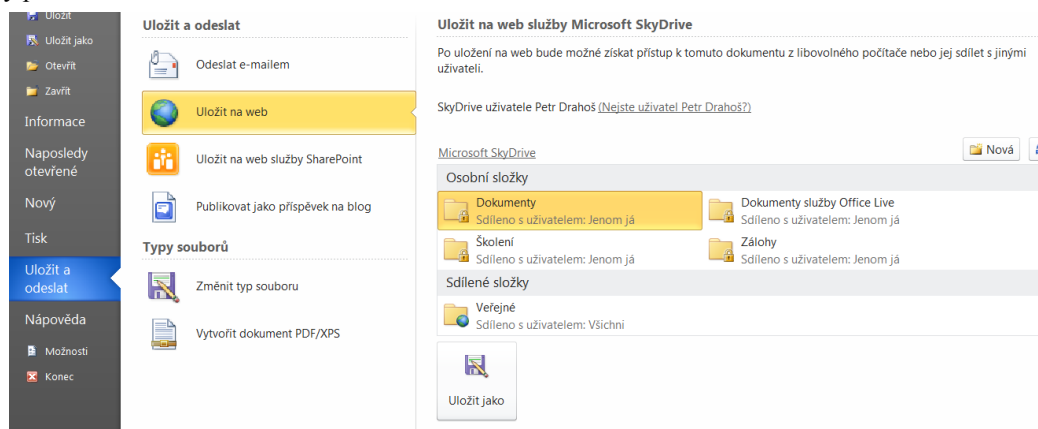 Uložit
Uložit jako
Otevřít
Zavřít
Informace
Naposledy
otevřené
Nový
Tisk
Uložit a
odeslat
Nápověda
Možnosti
Konec
Uložit a odeslat
Odeslat e-mailem
Uložit na web
Uložit na web služby SharePoint
Publikovat jako příspěvek na blog
Typy souborů
Změnit typ souboru
Vytvořit dokument PDF/XPS
Uložit na web služby Microsoft SkyDrive
Po uložení na web bude možné získat přístup k tomuto dokumentu z libovolného počítače nebo jej sdílet s jinými
uživateli.
SkyDrive uživatele Petr Drahoš (Nejste uživatel Petr Drahoš?)
Microsoft SkyDrive
Nová
Osobní složky
Dokumenty
Sdíleno s uživatelem: Jenom já
Dokumenty služby Office Live
Sdíleno s uživatelem: Jenom já
Školení
Sdíleno s uživatelem: Jenom já
Zálohy
Sdíleno s uživatelem: Jenom já
Sdílené složky
Veřejné
Sdíleno s uživatelem: Všichni
Uložit jako